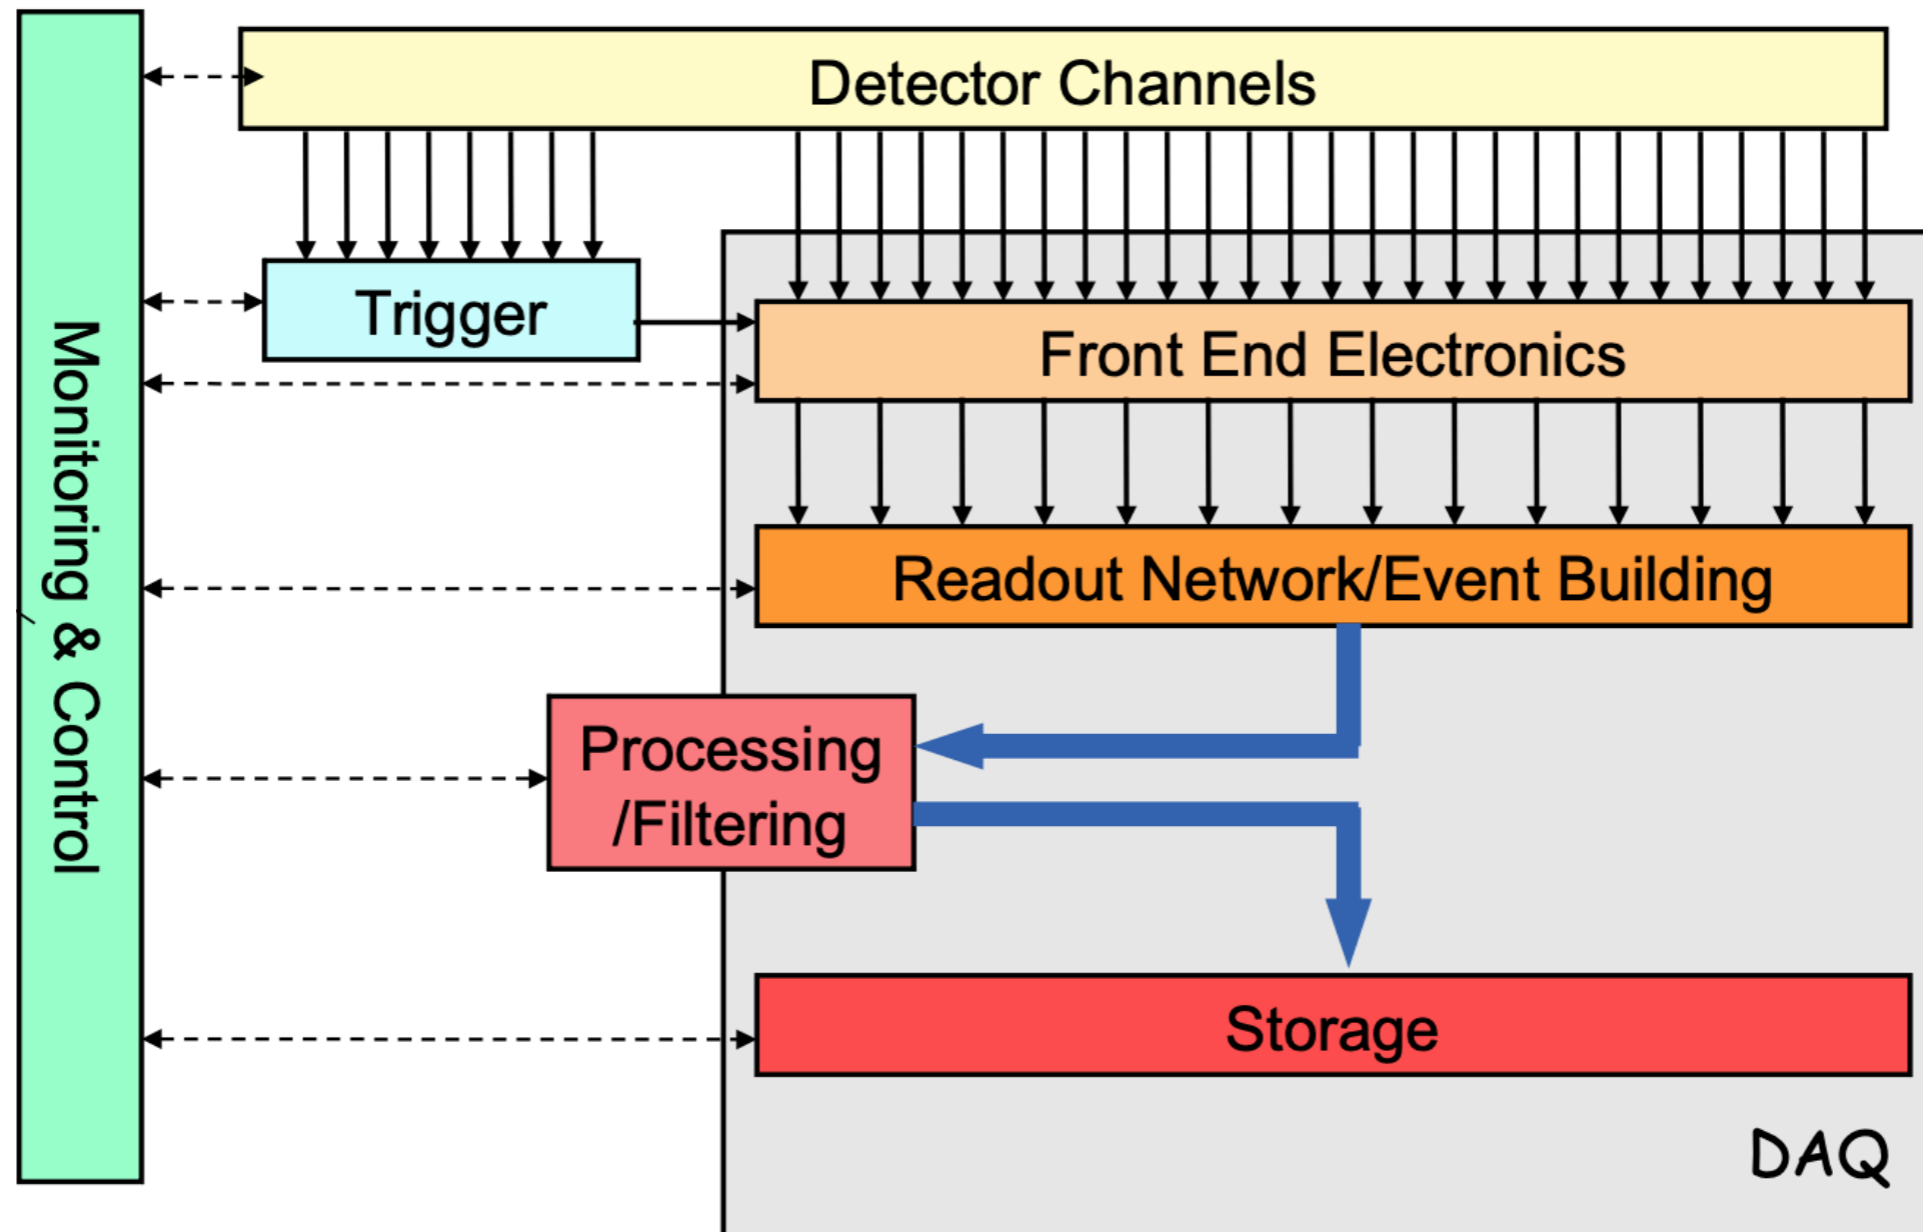 Detector Channels
Trigger
Front End Electronics
Monitoring & Control
Readout Network/Event Building
Processing
/Filtering
Storage
DAQ